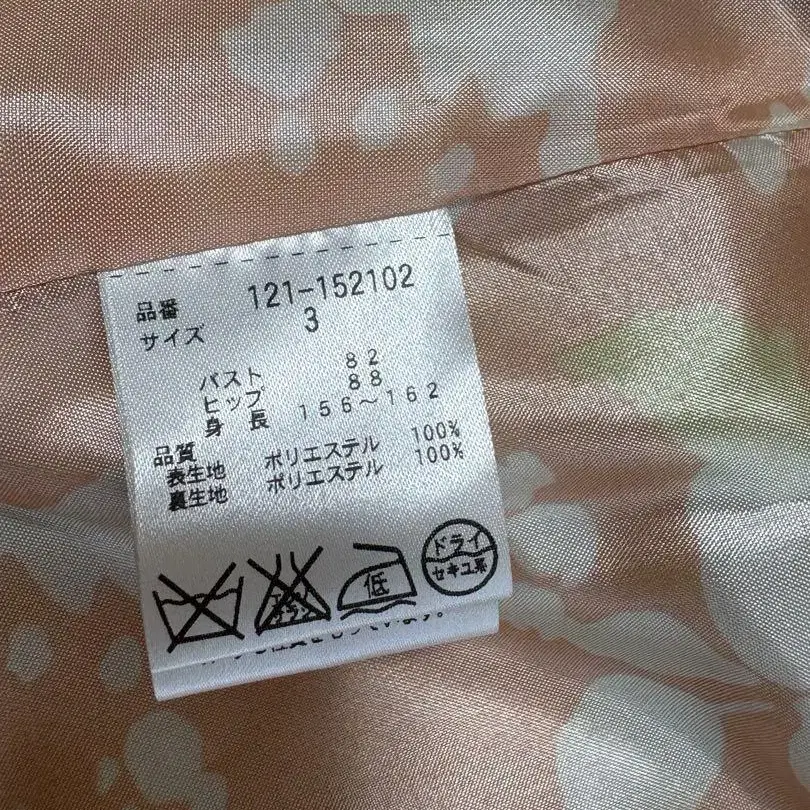 品番 121-152102
サイズ 3
バスト 82
ヒップ 88
身長 156～162
品質
表生地 ポリエステル 100%
裏生地 ポリエステル 100%
低
ドライ
セキユ系